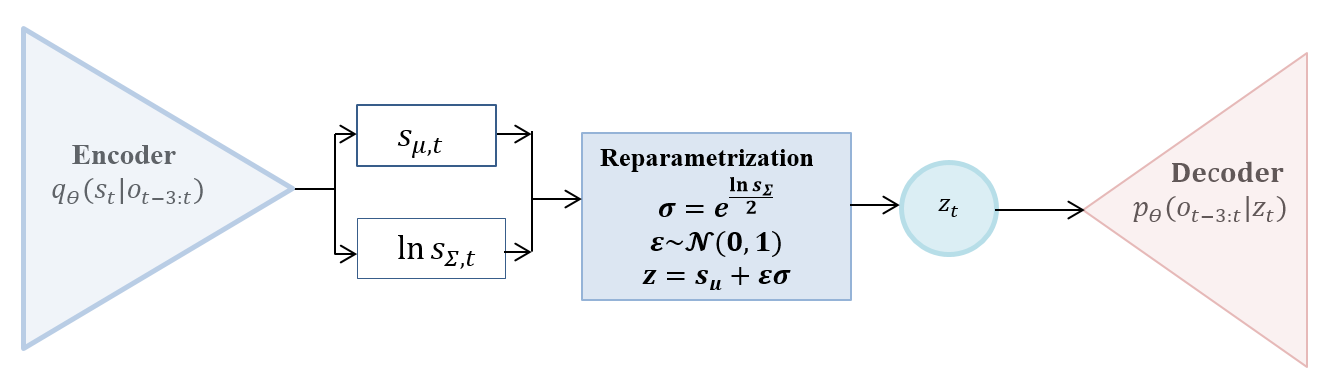 Encoder
qθ(st|ot−3:t)
sμ,t
ln sΣ,t
Reparametrization
σ = e^(ln sΣ / 2)
ε~𝒩(0, 1)
z = sμ + εσ
zt
Decoder
pθ(ot−3:t|zt)